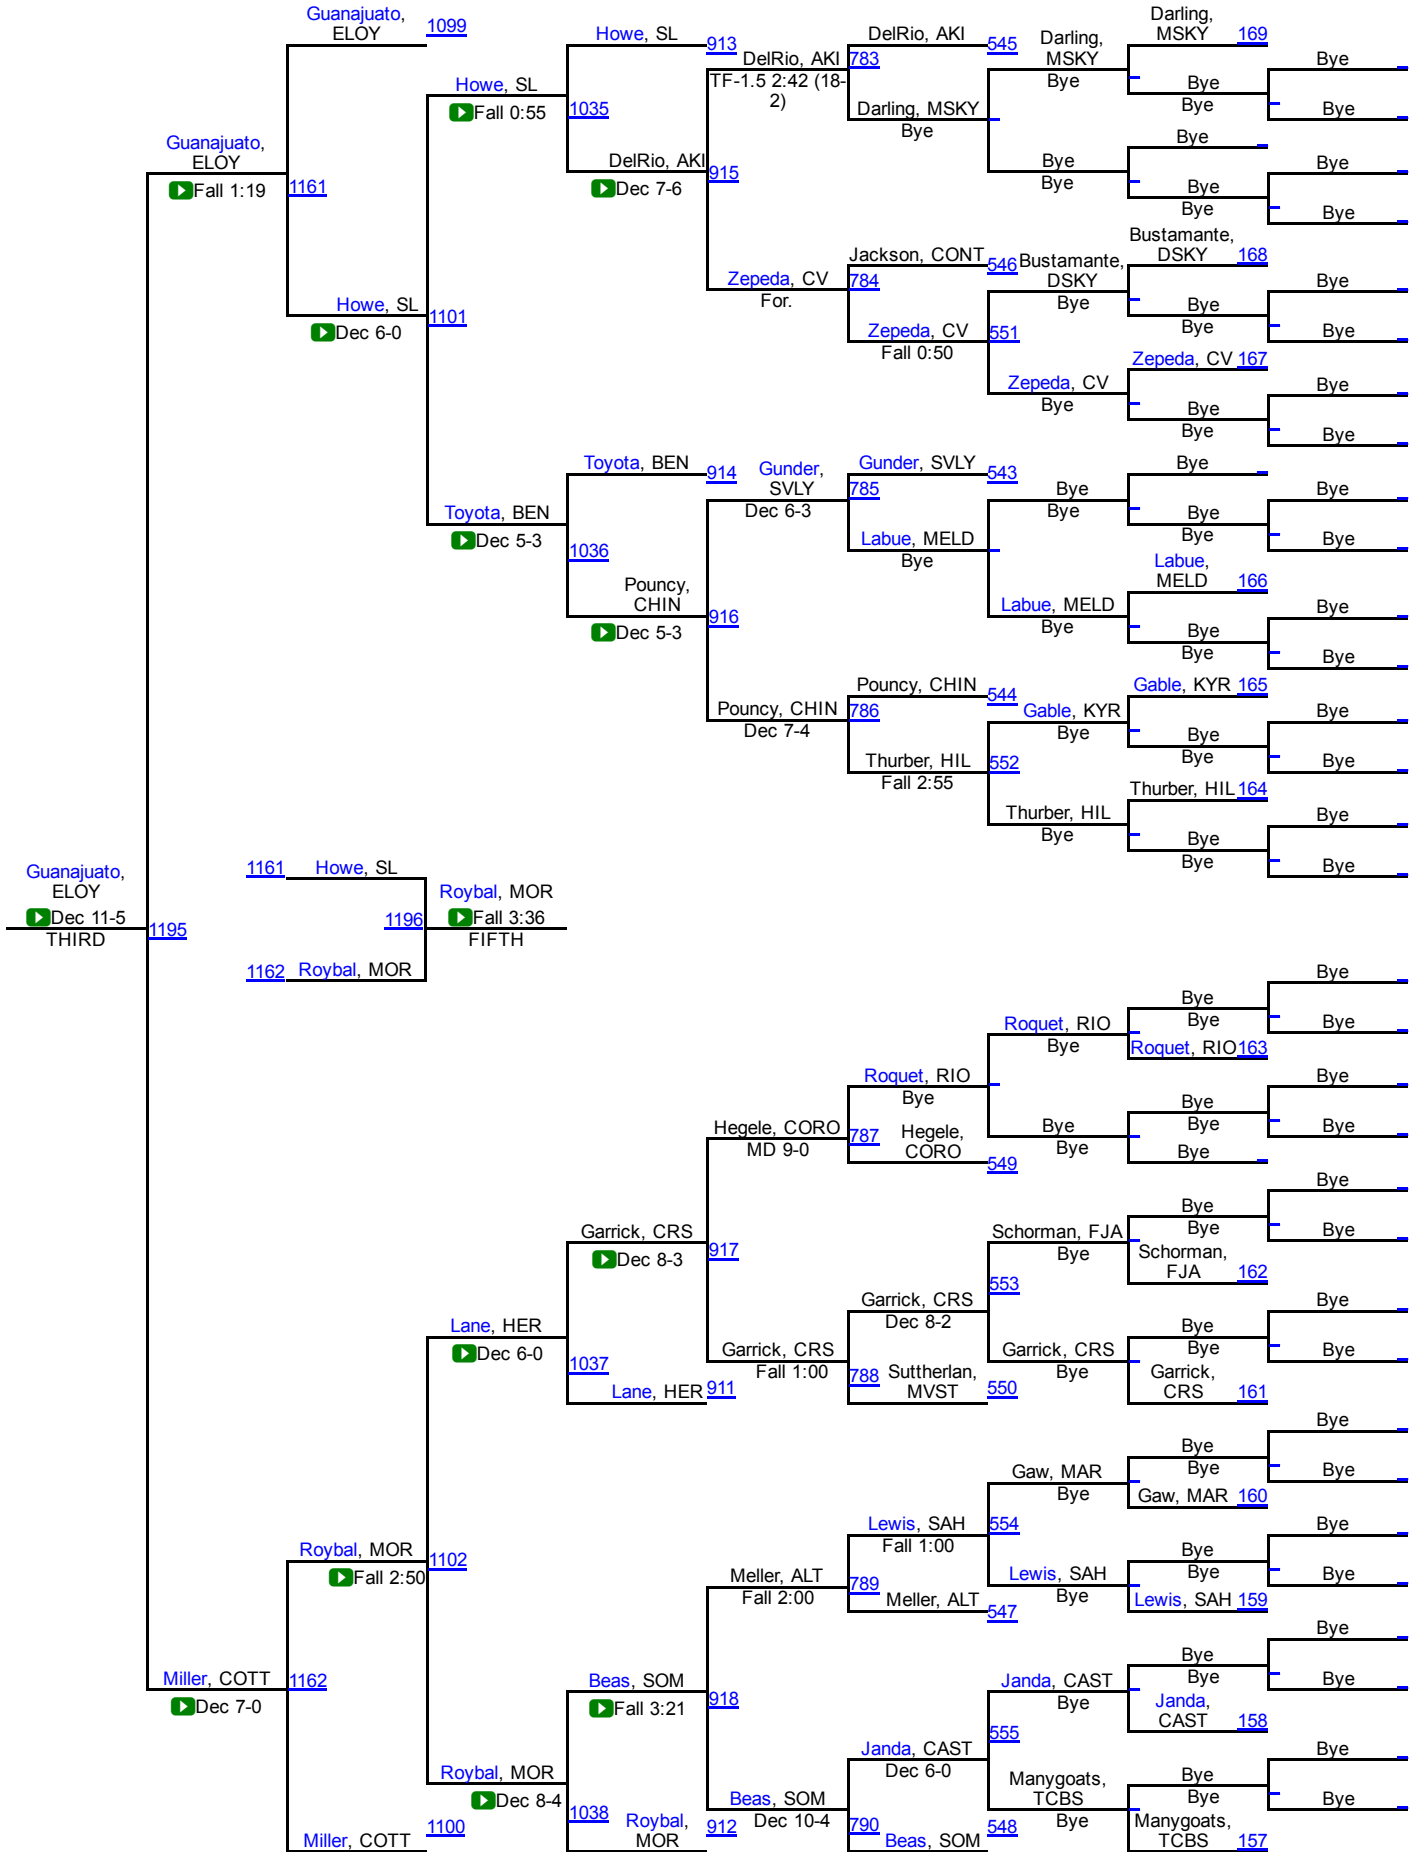 Guanajuato,
ELOY
1099
Howe, SL
913
DelRio, AKI
545
Darling,
MSKY
169
Darling,
MSKY
Bye
Bye
DelRio, AKI
783
TF-1.5 2:42 (18-
2)
Bye
Bye
Bye
Howe, SL
Fall 0:55
1035
Darling, MSKY
Bye
Guanajuato,
ELOY
Fall 1:19
1161
Bye
Bye
DelRio, AKI
Dec 7-6
915
Bye
Bye
Bye
Bye
Bye
Bustamante,
DSKY
168
Jackson, CONT
546
Bustamante,
DSKY
Bye
Zepeda, CV
784
For.
Bye
Bye
Bye
Bye
Howe, SL
Dec 6-0
1101
Zepeda, CV
551
Fall 0:50
Zepeda, CV
167
Zepeda, CV
Bye
Bye
Bye
Bye
Bye
Toyota, BEN
914
Gunder,
SVLY
Dec 6-3
Gunder, SVLY
543
785
Bye
Bye
Bye
Bye
Bye
Bye
Bye
Toyota, BEN
Dec 5-3
1036
Labue, MELD
Bye
Labue,
MELD
166
Pouncy,
CHIN
Dec 5-3
916
Labue, MELD
Bye
Bye
Bye
Bye
Bye
Pouncy, CHIN
544
Gable, KYR
165
Pouncy, CHIN
786
Dec 7-4
Gable, KYR
Bye
Bye
Bye
Bye
Bye
Thurber, HIL
552
Fall 2:55
Thurber, HIL
164
Thurber, HIL
Bye
Bye
Bye
Bye
Bye
Guanajuato,
ELOY
Dec 11-5
THIRD
1195
1161
Howe, SL
1196
Roybal, MOR
Fall 3:36
FIFTH
1162
Roybal, MOR
Bye
Bye
Bye
Bye
Roquet, RIO
Bye
Roquet, RIO
163
Roquet, RIO
Bye
Bye
Bye
Bye
Bye
Hegele, CORO
MD 9-0
787
Hegele,
CORO
549
Bye
Bye
Bye
Bye
Bye
Bye
Bye
Garrick, CRS
Dec 8-3
917
Schorman, FJA
Bye
Schorman,
FJA
162
553
Garrick, CRS
Dec 8-2
Bye
Bye
Bye
Bye
Lane, HER
Dec 6-0
1037
Garrick, CRS
Fall 1:00
788
Suttherlan,
MVST
550
Garrick, CRS
Bye
Garrick,
CRS
161
Lane, HER
911
Bye
Bye
Bye
Bye
Gaw, MAR
Bye
Gaw, MAR
160
Lewis, SAH
554
Fall 1:00
Bye
Bye
Bye
Bye
Roybal, MOR
Fall 2:50
1102
Meller, ALT
Fall 2:00
789
Meller, ALT
547
Lewis, SAH
Bye
Lewis, SAH
159
Bye
Bye
Bye
Bye
Miller, COTT
Dec 7-0
1162
Beas, SOM
Fall 3:21
918
Janda, CAST
Bye
Janda,
CAST
158
555
Janda, CAST
Dec 6-0
Bye
Bye
Bye
Bye
Roybal, MOR
Dec 8-4
1038
Beas, SOM
Dec 10-4
790
Manygoats,
TCBS
Bye
Manygoats,
TCBS
157
Miller, COTT
1100
Roybal,
MOR
912
Beas, SOM
548